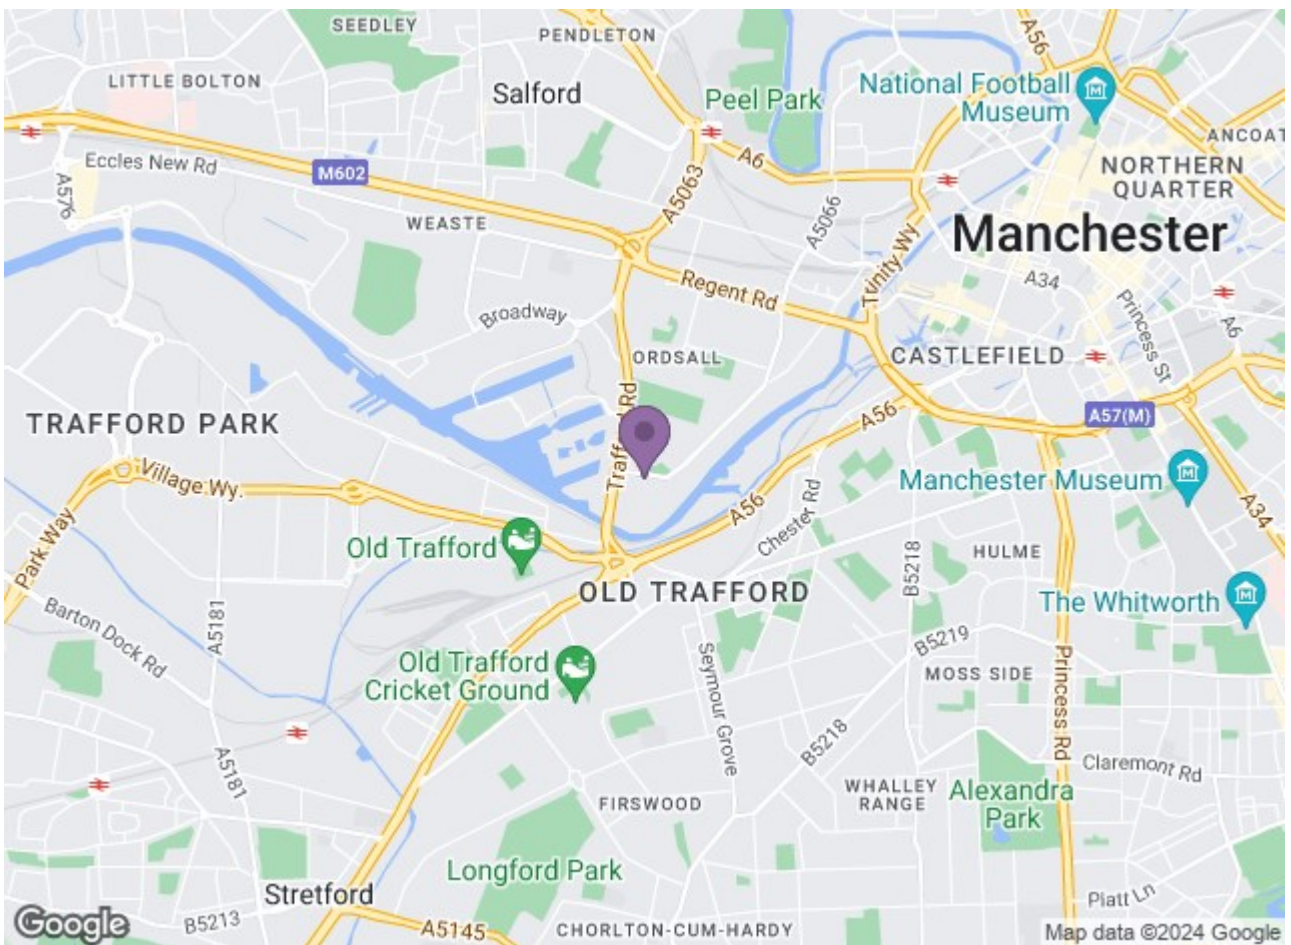 SEEDLEY
PENDLETON
A56
LITTLE BOLTON
Salford
Peel Park
National Football
Museum
ANCOAT
Eccles New Rd
M602
A6
NORTHERN
QUARTER
A576
A5063
WEASTE
A5066
Manchester
Trinity Wy
Regent Rd
A34
Princess St
Broadway
A6
ORDSALL
CASTLEFIELD
Trafford Rd
TRAFFORD PARK
A56
A57(M)
Village Wy.
Manchester Museum
Park Way
A56
Chester Rd
A34
Old Trafford
HULME
B5218
OLD TRAFFORD
The Whitworth
Barton Dock Rd
A5181
B5219
Old Trafford
Cricket Ground
Seymour Grove
MOSS SIDE
Princess Rd
B5218
A5181
Claremont Rd
WHALLEY
RANGE
Alexandra
Park
FIRSWOOD
Longford Park
Stretford
Platt Ln
Google
B5213
A5145
CHORLTON-CUM-HARDY
Map data ©2024 Google